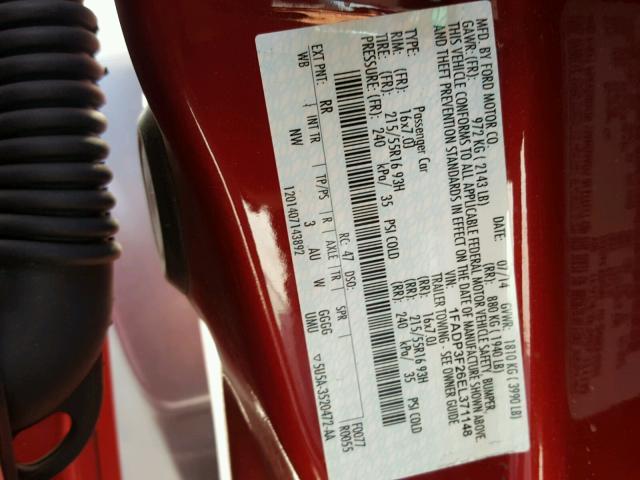 MFD. BY FORD MOTOR CO.
DATE: 07/14 GVWR: 1810 KG (3990 LB)
GAWR:(FR): 972 KG (2143 LB) (RR): 880 KG (1940 LB)
THIS VEHICLE CONFORMS TO ALL APPLICABLE FEDERAL MOTOR VEHICLE SAFETY, BUMPER,
AND THEFT PREVENTION STANDARDS IN EFFECT ON THE DATE OF MANUFACTURE SHOWN ABOVE.
VIN: 1FADP3F26EL371148
TYPE: Passenger Car TRAILER TOWING - SEE OWNER GUIDE
RIM: (FR): 16x7.0J (RR): 16x7.0J
TIRE: (FR): 215/55R16 93H (RR): 215/55R16 93H
PRESSURE: (FR): 240 kPa/ 35 PSI COLD (RR): 240 kPa/ 35 PSI COLD
EXT PNT: RR RC: 47 DSO: F0077
WB INT TR TP/PS R AXLE TR SPR R0055
NW 3 AU W GGGG
UMU
1201407143892 ▽5U5A-3520472-AA